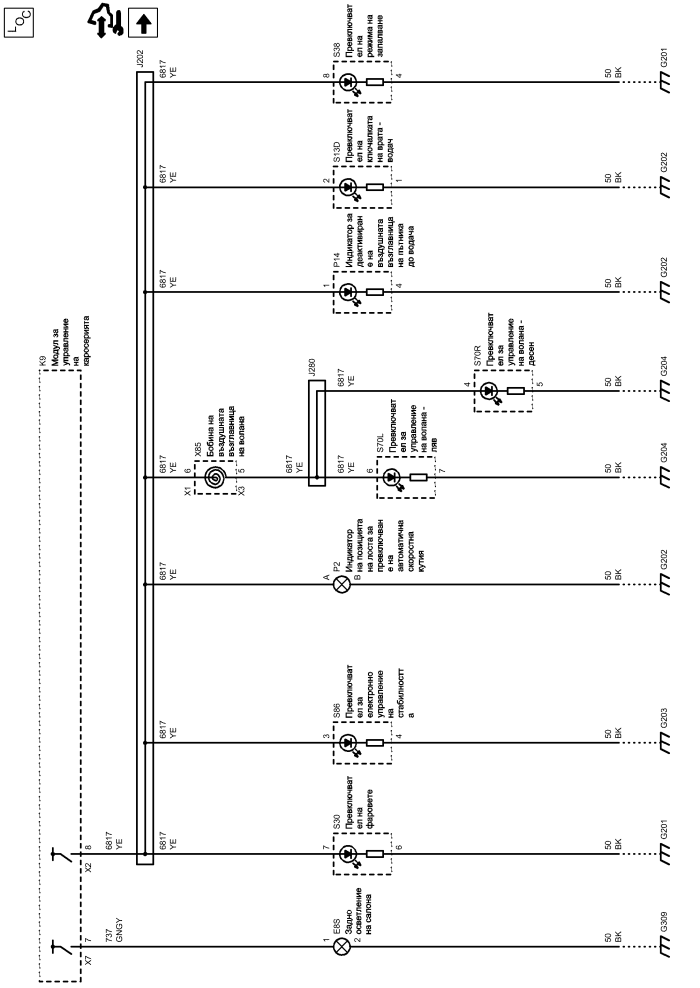 LOC
K9
Модул за
управление
на
каросерията
X7
7
737
GNGY
1
E8S
Задно
осветление
на салона
2
50
BK
G309
X2
8
6817
YE
6817
YE
7
S30
Превключват
ел на
фаровете
6
50
BK
G201
6817
YE
3
S86
Превключват
ел за
електронно
управление
на
стабилностт
а
4
50
BK
G203
6817
YE
A
P2
Индикатор
на позицията
на лоста за
превключван
е на
автоматична
скоростна
кутия
B
50
BK
G202
6817
YE
X1
6
X85
Бобина на
въздушната
възглавница
на волана
X3
5
6817
YE
J280
6817
YE
6
S70L
Превключват
ел за
управление
на волана -
ляв
7
50
BK
G204
6817
YE
4
S70R
Превключват
ел за
управление
на волана -
десен
5
50
BK
G204
6817
YE
1
P14
Индикатор за
деактивиран
е на
въздушната
възглавница
на пътника
до водача
4
50
BK
G202
6817
YE
2
S13D
Превключват
ел на
ключалката
на врата -
водач
1
50
BK
G202
J202
6817
YE
8
S38
Превключват
ел на
режима на
запалване
4
50
BK
G201